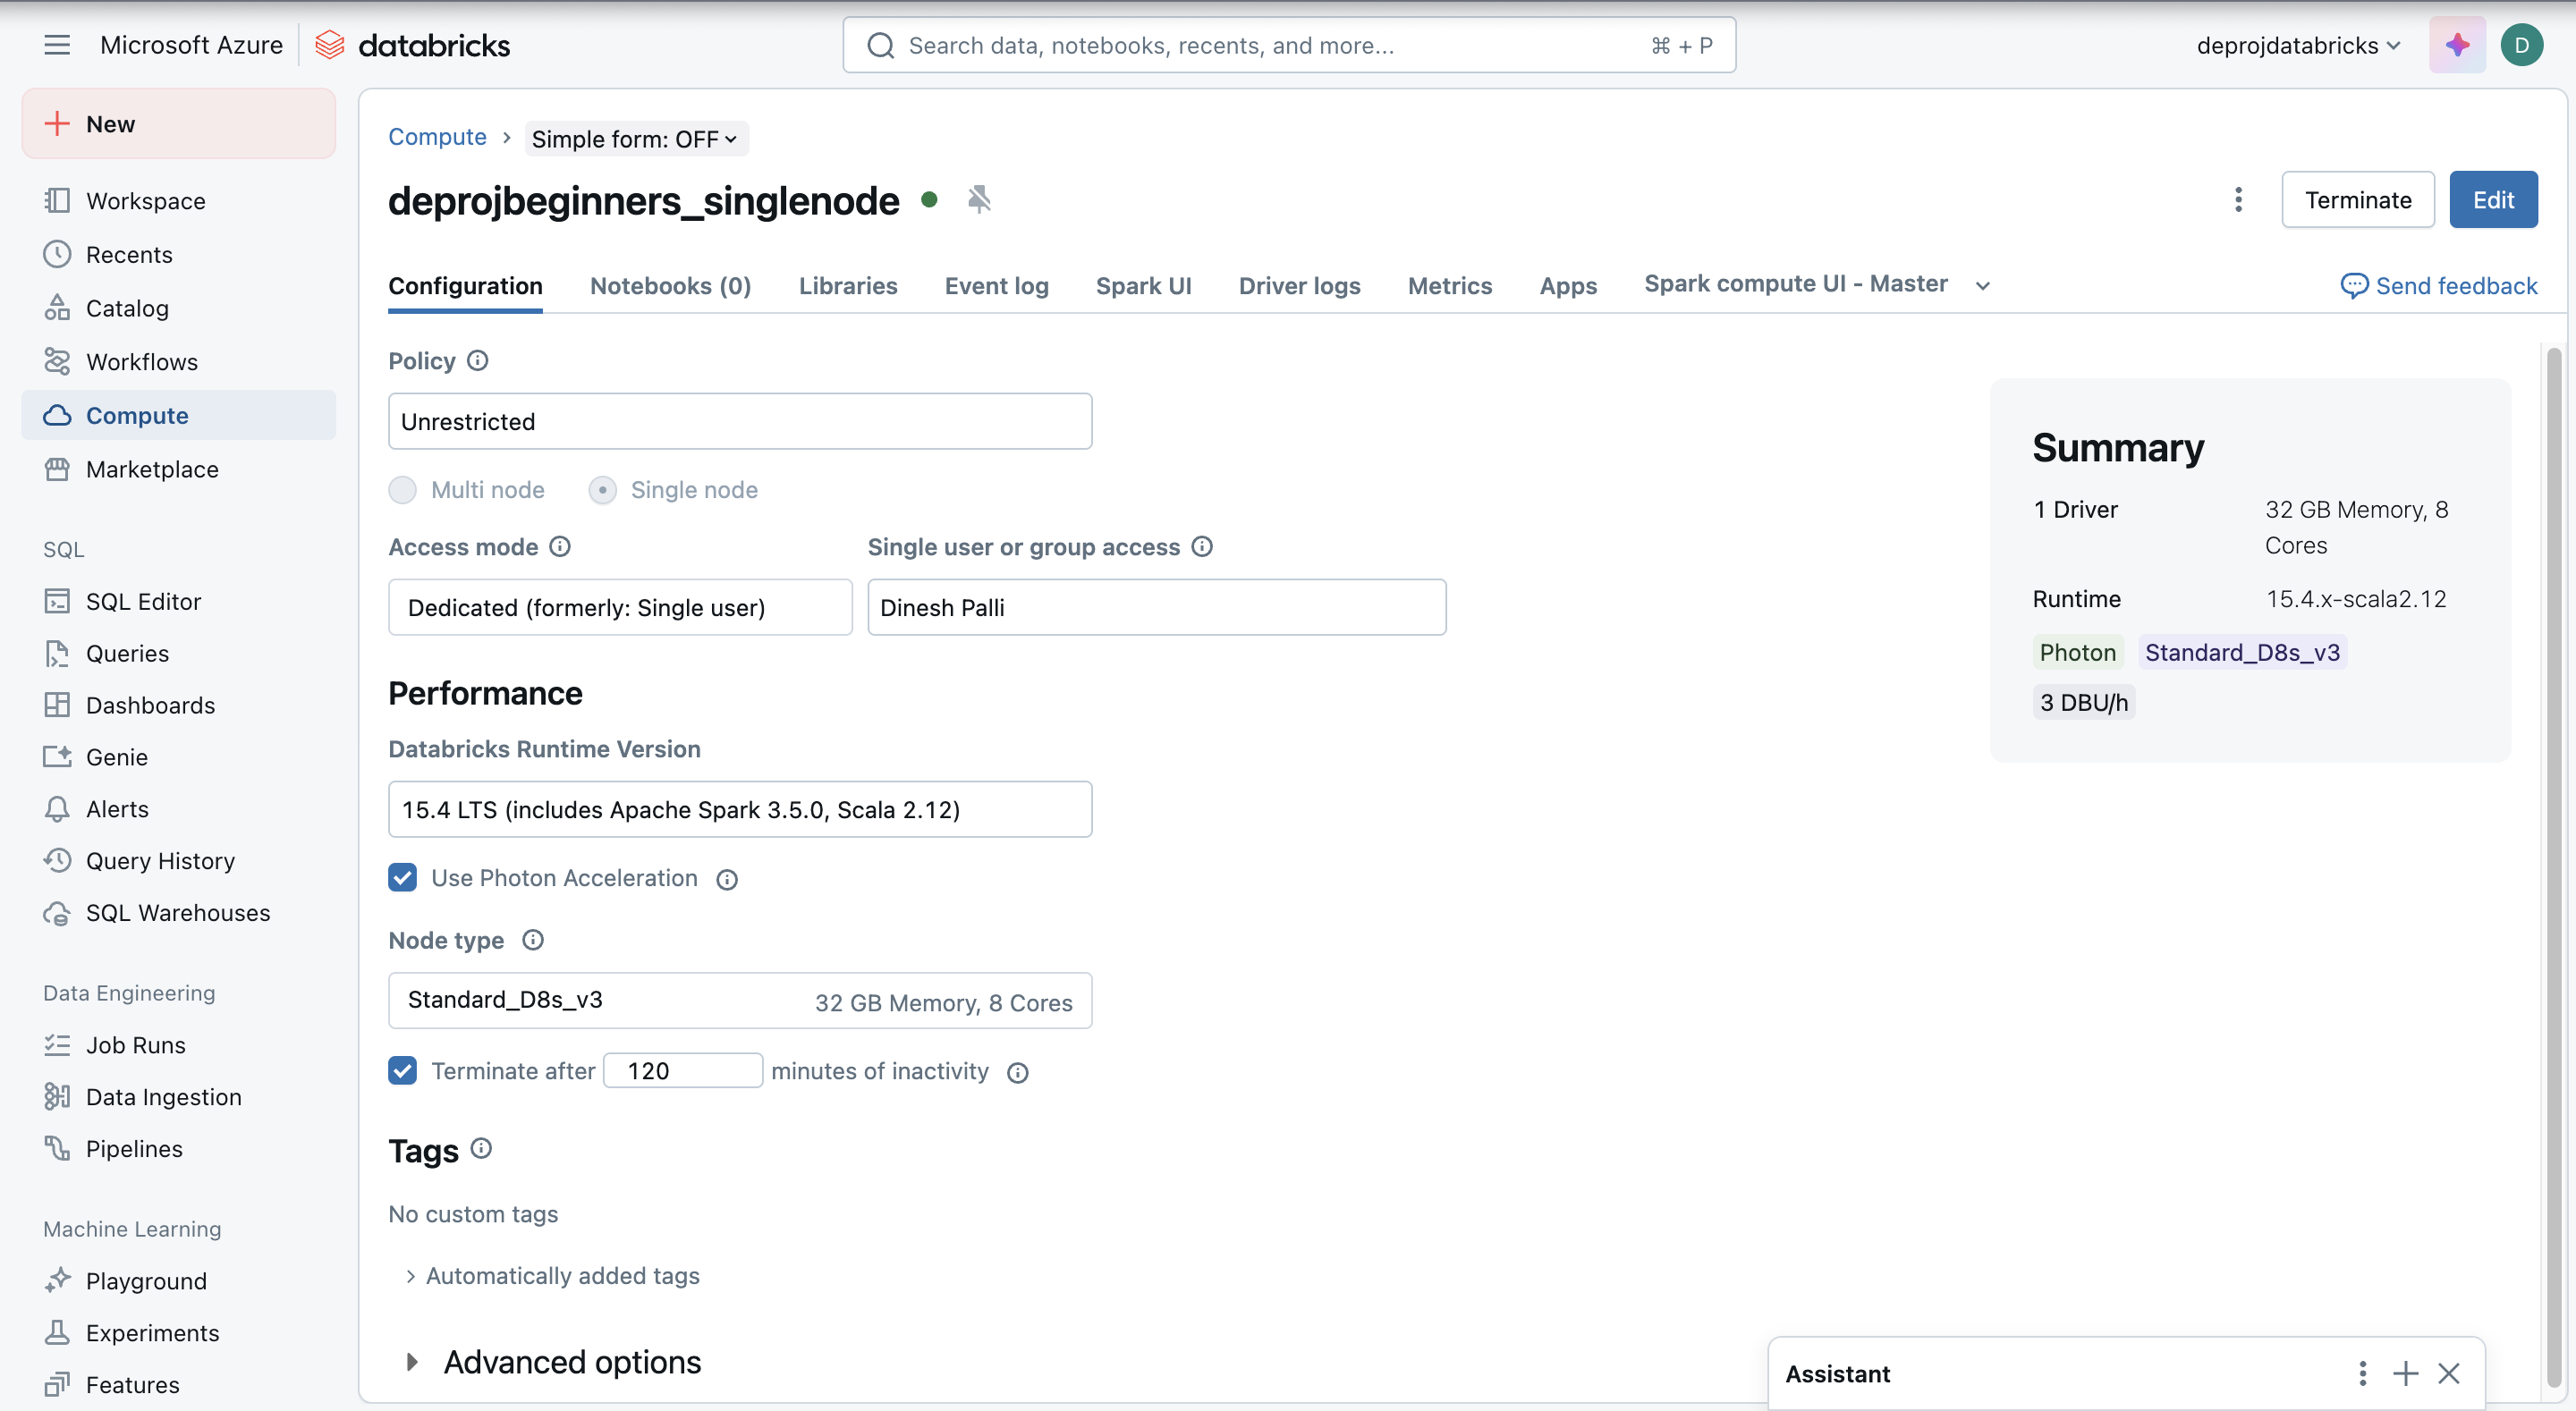 Microsoft Azure databricks
Search data, notebooks, recents, and more... ⌘ + P
deprojdatabricks
D
New
Workspace
Recents
Catalog
Workflows
Compute
Marketplace
SQL
SQL Editor
Queries
Dashboards
Genie
Alerts
Query History
SQL Warehouses
Data Engineering
Job Runs
Data Ingestion
Pipelines
Machine Learning
Playground
Experiments
Features
Compute › Simple form: OFF
deprojbeginners_singlenode
Terminate
Edit
Configuration Notebooks (0) Libraries Event log Spark UI Driver logs Metrics Apps Spark compute UI - Master
Send feedback
Policy
Unrestricted
Multi node Single node
Access mode Single user or group access
Dedicated (formerly: Single user) Dinesh Palli
Performance
Databricks Runtime Version
15.4 LTS (includes Apache Spark 3.5.0, Scala 2.12)
Use Photon Acceleration
Node type
Standard_D8s_v3 32 GB Memory, 8 Cores
Terminate after 120 minutes of inactivity
Tags
No custom tags
Automatically added tags
Advanced options
Summary
1 Driver 32 GB Memory, 8
Cores
Runtime 15.4.x-scala2.12
Photon Standard_D8s_v3
3 DBU/h
Assistant